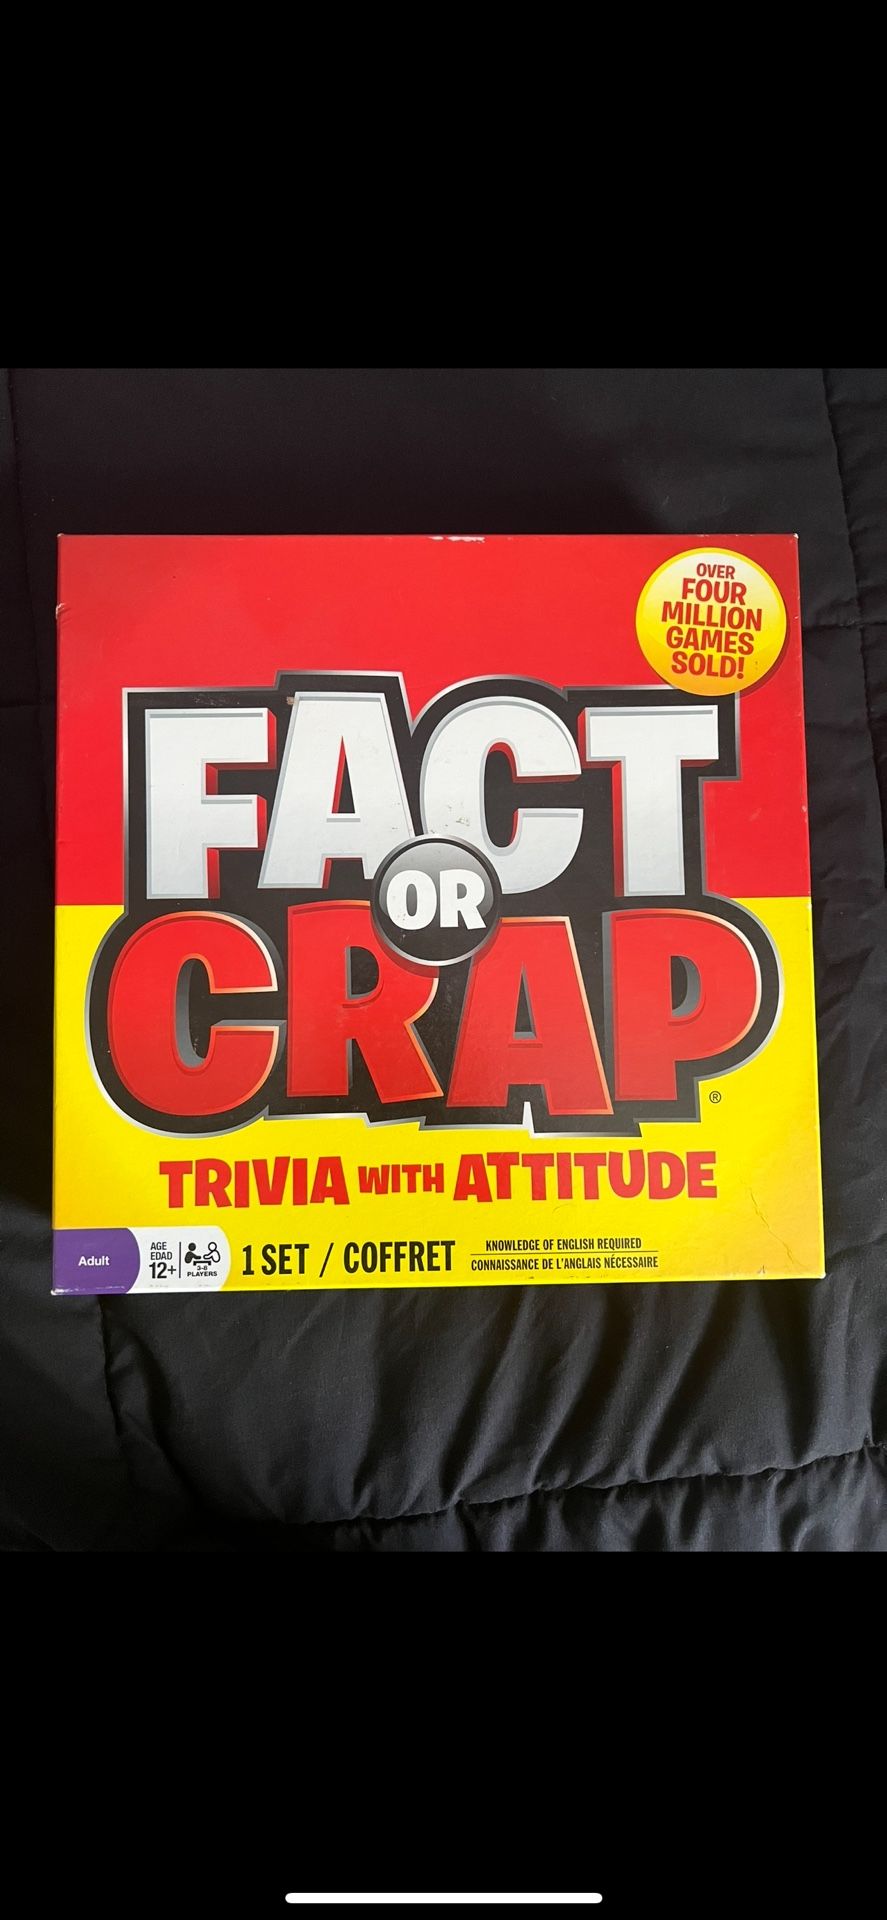 OVER
FOUR
MILLION
GAMES
SOLD!
FACT
OR
CRAP
®
TRIVIA WITH ATTITUDE
Adult
AGE
EDAD
12+
3-8
PLAYERS
1 SET / COFFRET
KNOWLEDGE OF ENGLISH REQUIRED
CONNAISSANCE DE L'ANGLAIS NÉCESSAIRE